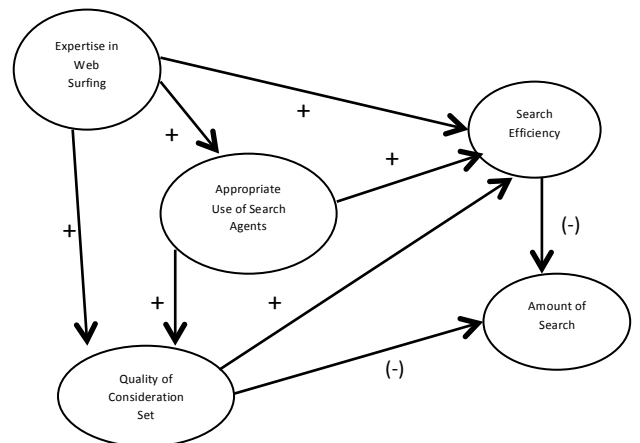 Expertise in
Web
Surfing
+
Search
Efficiency
+
+
Appropriate
Use of Search
Agents
+
(-)
+
+
Amount of
Search
(-)
Quality of
Consideration
Set